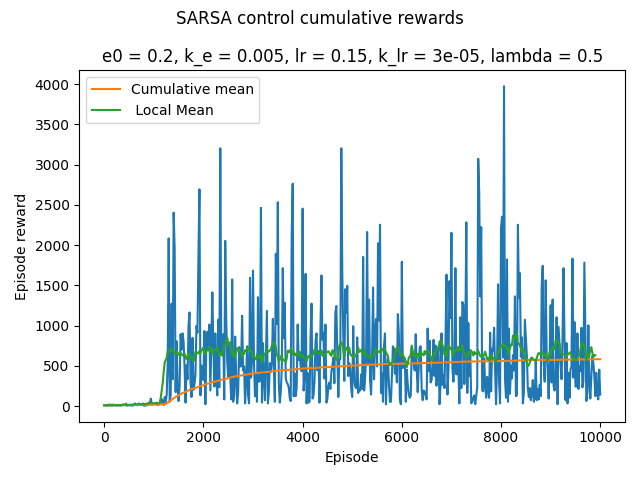 SARSA control cumulative rewards
e0 = 0.2, k_e = 0.005, lr = 0.15, k_lr = 3e-05, lambda = 0.5
Cumulative mean
Local Mean
4000
3500
3000
2500
2000
1500
1000
500
0
Episode reward
0
2000
4000
6000
8000
10000
Episode